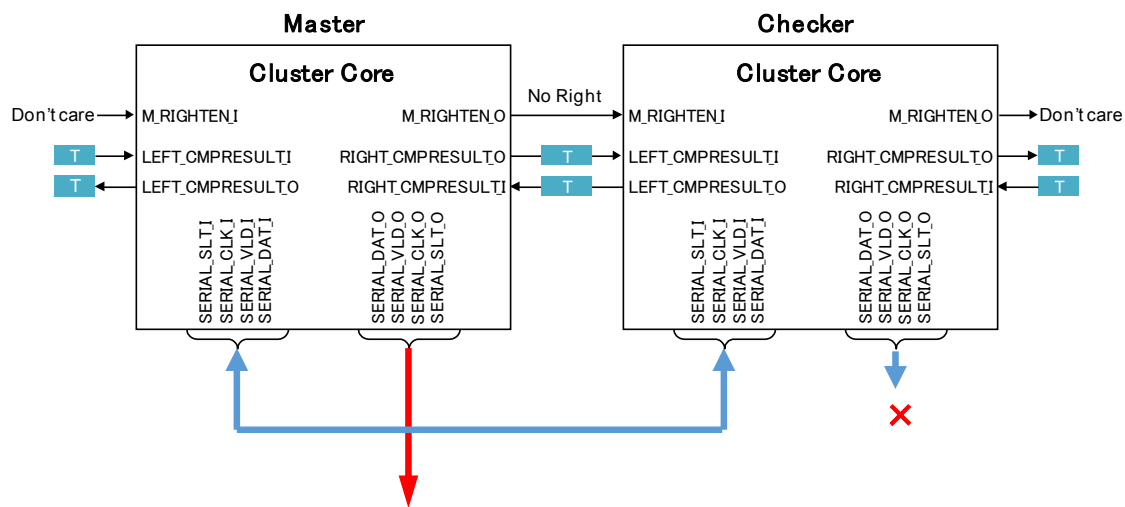 Master
Checker
Cluster Core
Cluster Core
Don't care
M_RIGHTEN_I
M_RIGHTEN_O
No Right
M_RIGHTEN_I
M_RIGHTEN_O
Don't care
T
LEFT_CMPRESULT_I
RIGHT_CMPRESULT_O
T
LEFT_CMPRESULT_I
RIGHT_CMPRESULT_O
T
T
LEFT_CMPRESULT_O
RIGHT_CMPRESULT_I
T
LEFT_CMPRESULT_O
RIGHT_CMPRESULT_I
T
SERIAL_SLT_I
SERIAL_CLK_I
SERIAL_VLD_I
SERIAL_DAT_I
SERIAL_DAT_O
SERIAL_VLD_O
SERIAL_CLK_O
SERIAL_SLT_O
SERIAL_SLT_I
SERIAL_CLK_I
SERIAL_VLD_I
SERIAL_DAT_I
SERIAL_DAT_O
SERIAL_VLD_O
SERIAL_CLK_O
SERIAL_SLT_O